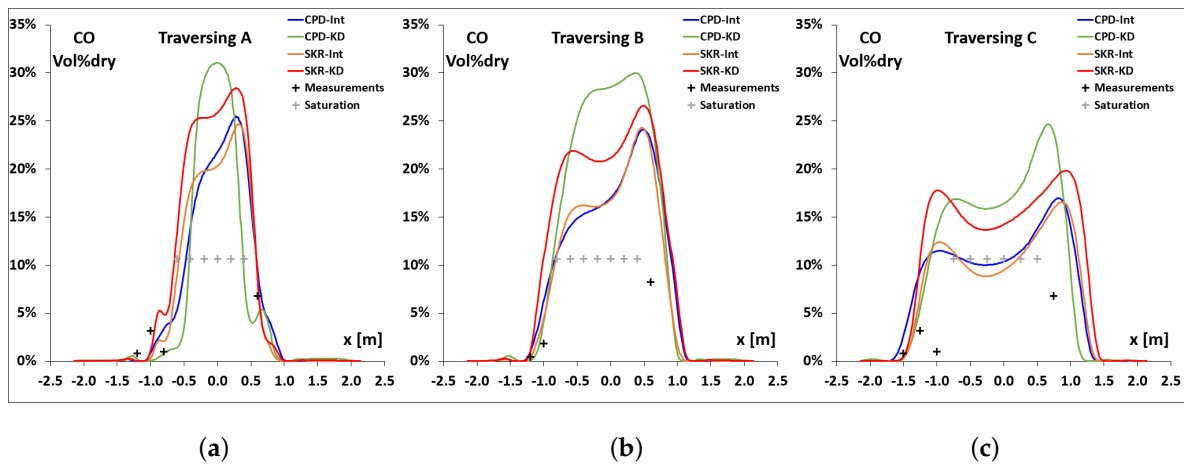 35%
30%
25%
20%
15%
10%
5%
0%
CO
Vol%dry
Traversing A
CPD-Int
CPD-KD
SKR-Int
SKR-KD
Measurements
Saturation
x [m]
-2.5 -2.0 -1.5 -1.0 -0.5 0.0 0.5 1.0 1.5 2.0 2.5
35%
30%
25%
20%
15%
10%
5%
0%
CO
Vol%dry
Traversing B
CPD-Int
CPD-KD
SKR-Int
SKR-KD
Measurements
Saturation
x [m]
-2.5 -2.0 -1.5 -1.0 -0.5 0.0 0.5 1.0 1.5 2.0 2.5
35%
30%
25%
20%
15%
10%
5%
0%
CO
Vol%dry
Traversing C
CPD-Int
CPD-KD
SKR-Int
SKR-KD
Measurements
Saturation
x [m]
-2.5 -2.0 -1.5 -1.0 -0.5 0.0 0.5 1.0 1.5 2.0 2.5
(a) (b) (c)